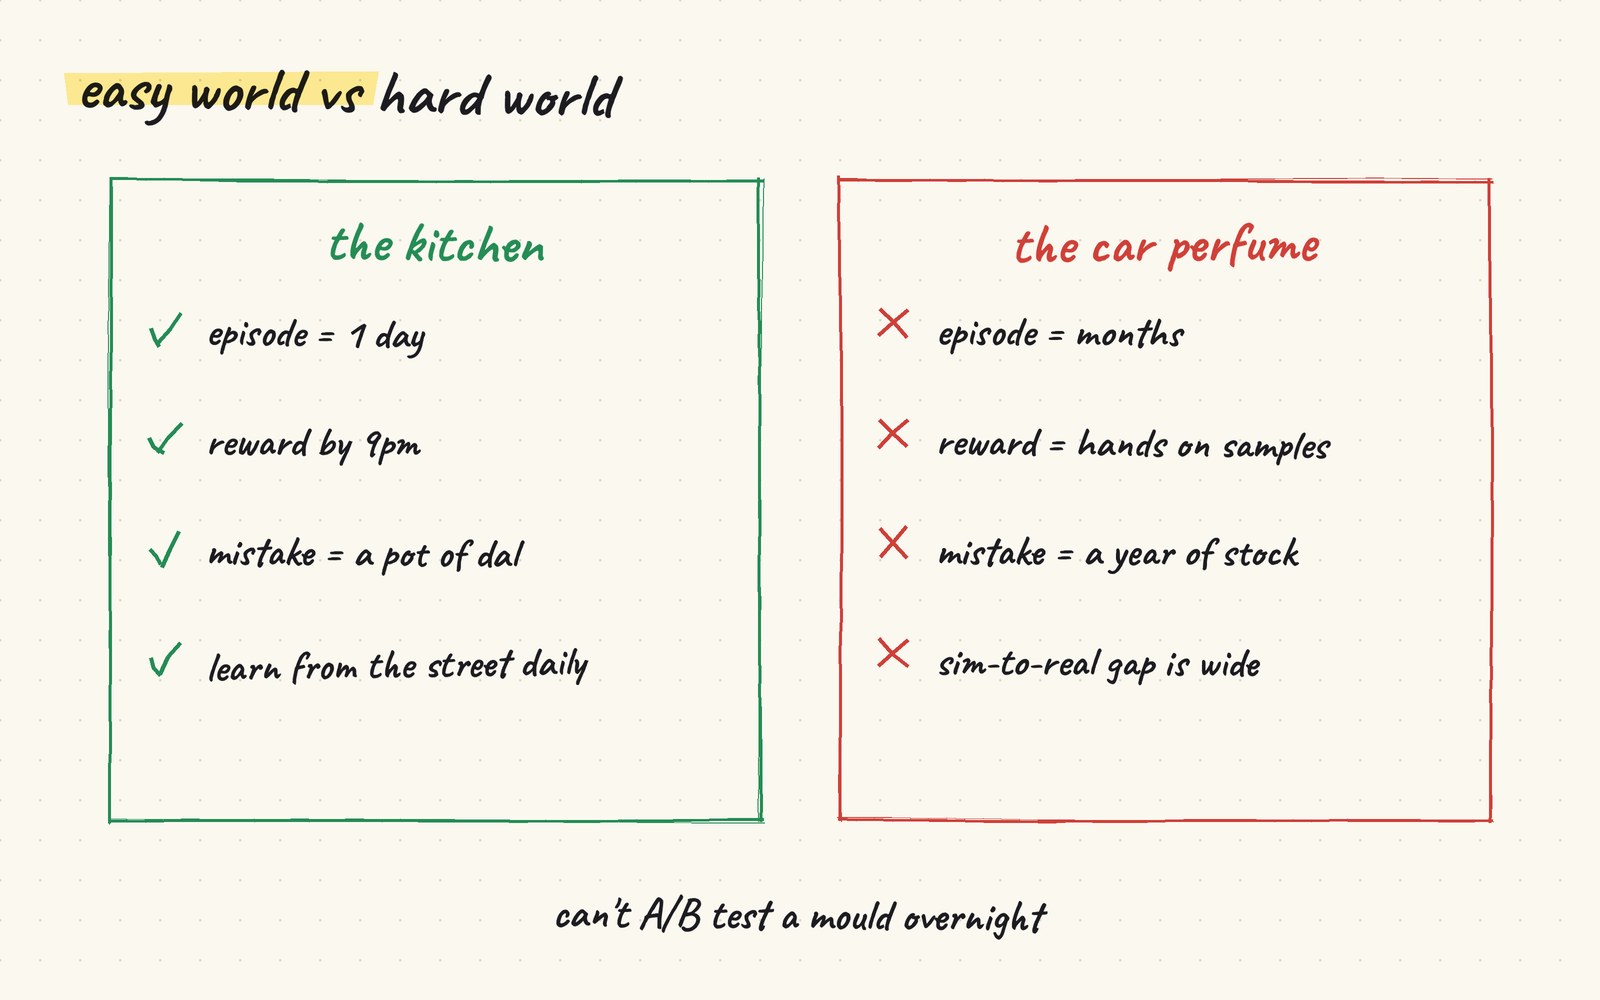 easy world vs hard world
the kitchen
episode = 1 day
reward by 9pm
mistake = a pot of dal
learn from the street daily
the car perfume
episode = months
reward = hands on samples
mistake = a year of stock
sim-to-real gap is wide
can't A/B test a mould overnight